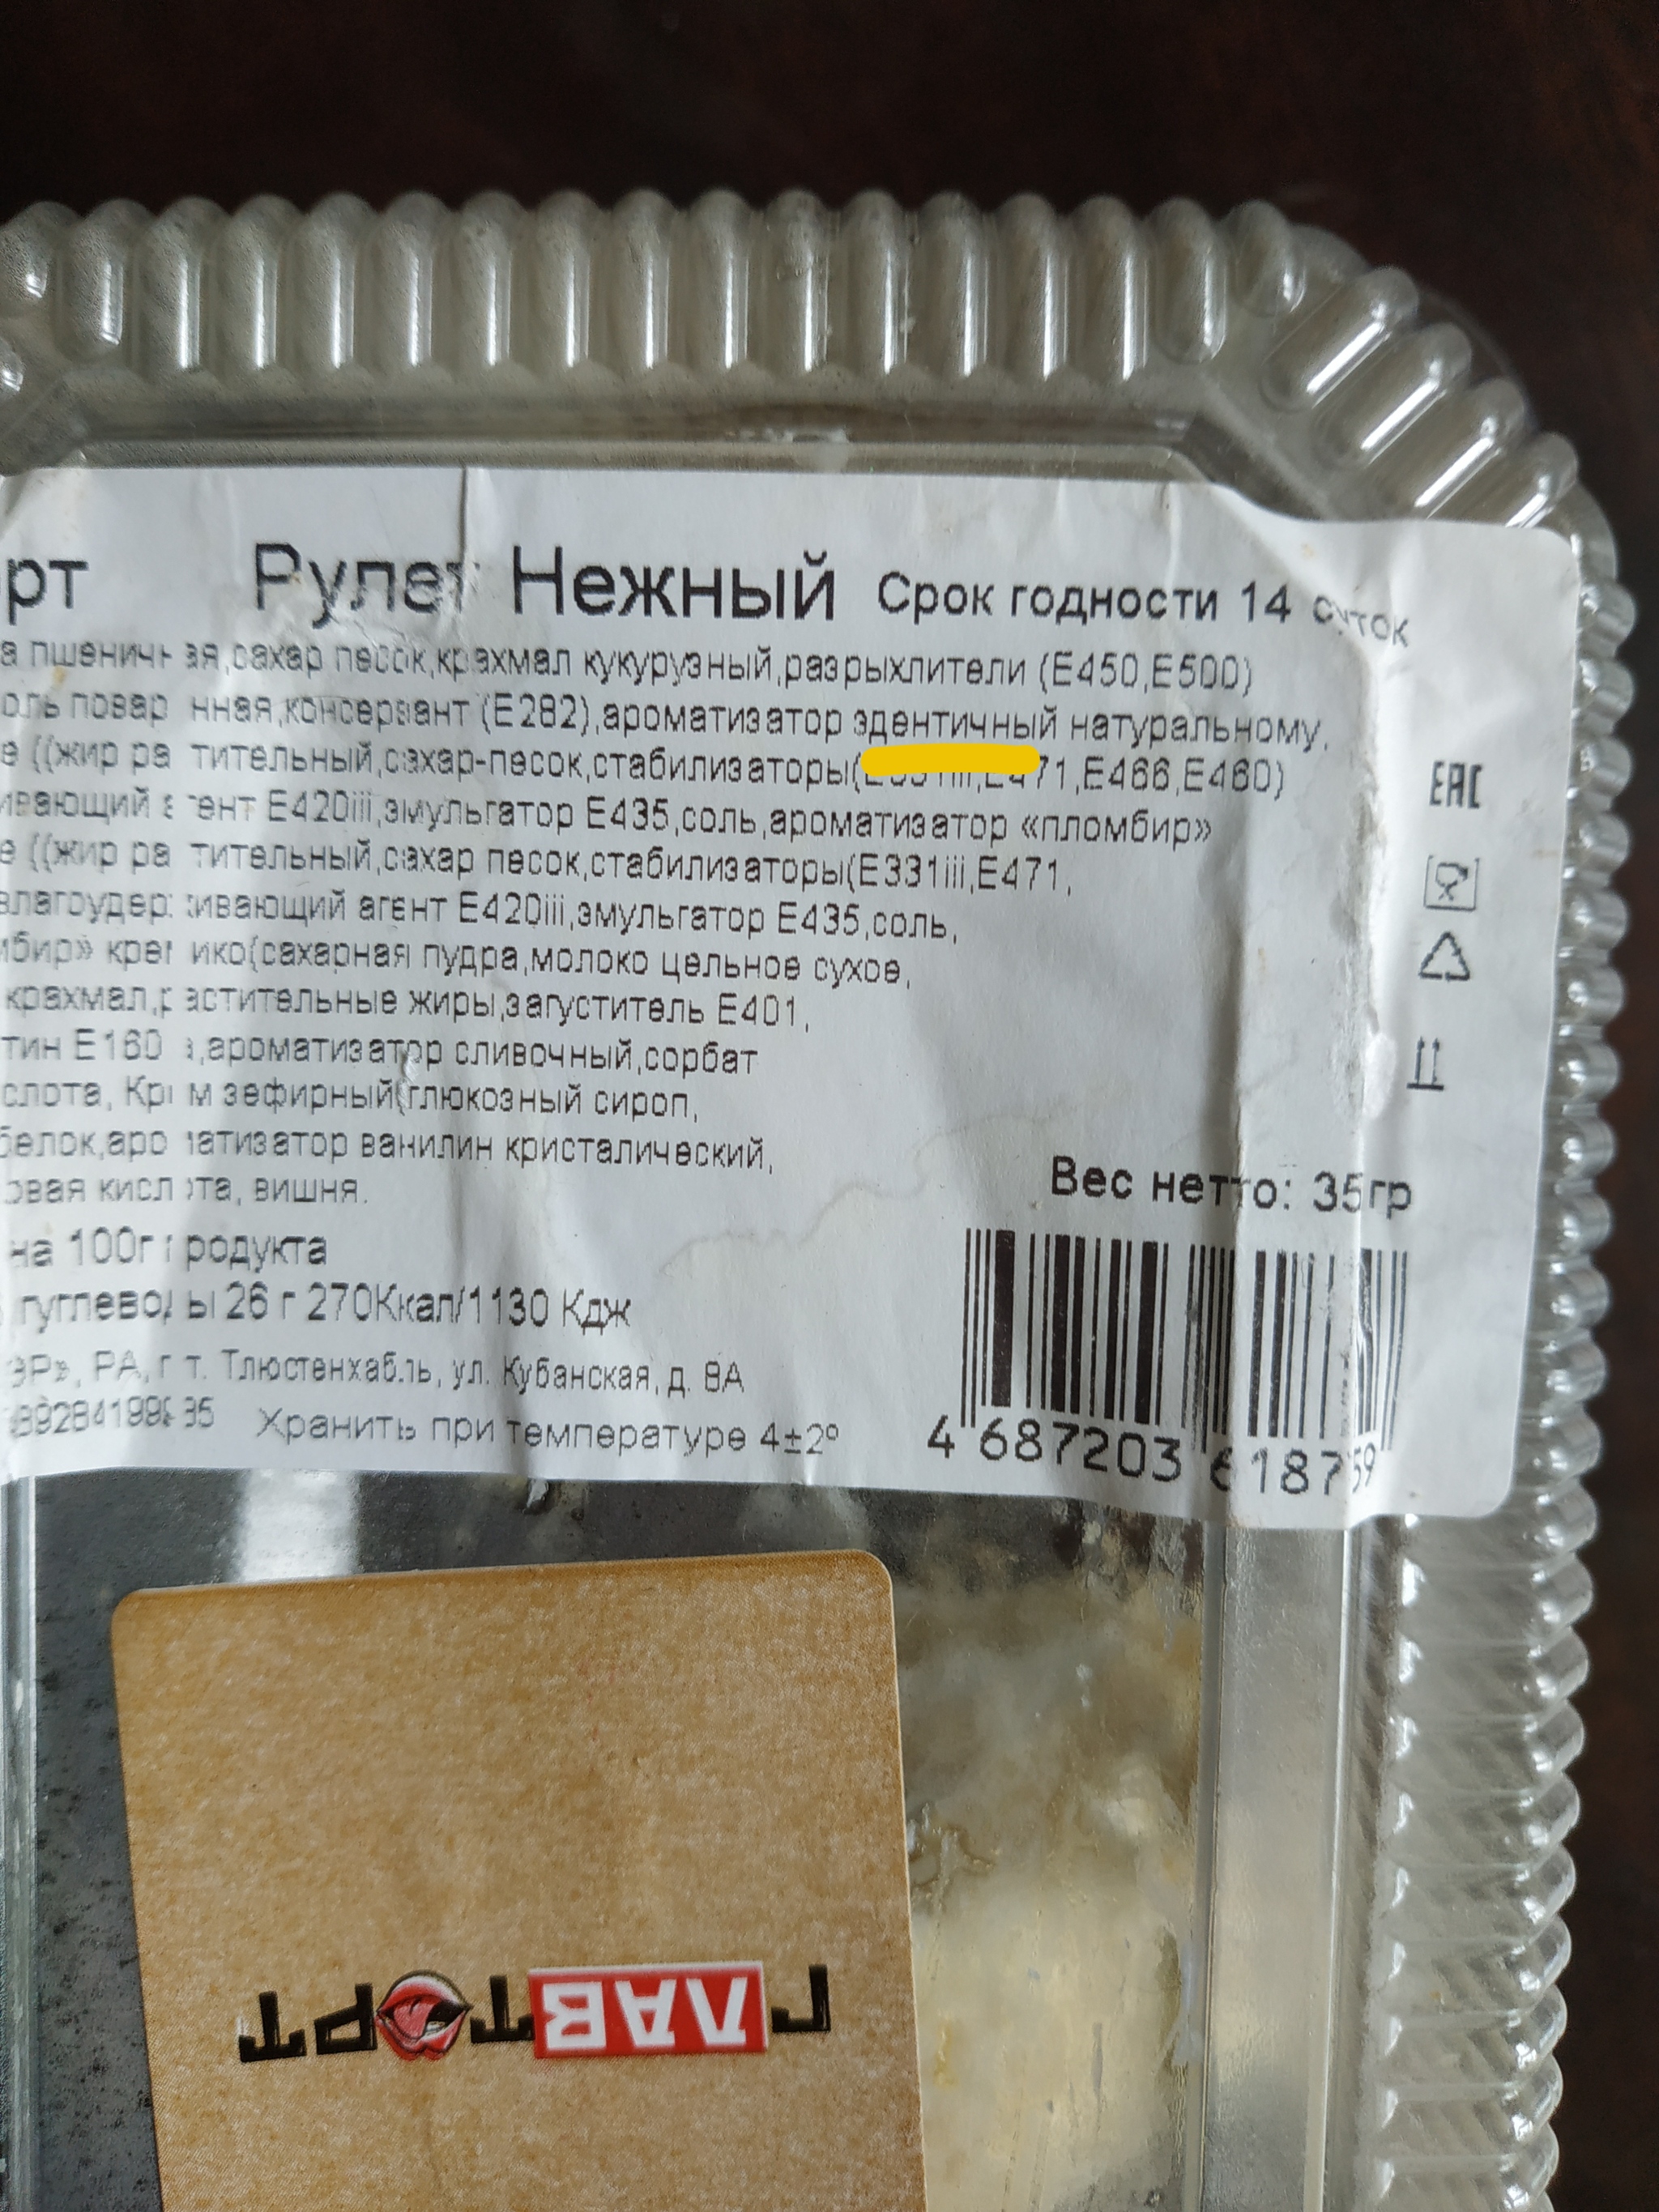 рт Рулет Нежный Срок годности 14 суток
а пшеничная,сахар песок,крахмал кукурузный,разрыхлители (Е450,Е500)
оль поваренная,консервант (Е282),ароматизатор эдентичный натуральному,
е ((жир растительный,сахар-песок,стабилизаторы( 71,Е466,Е460)
ивающий агент Е420iii,эмульгатор Е435,соль,ароматизатор «пломбир»
е ((жир растительный,сахар песок,стабилизаторы(Е331iii,Е471,
влагоудерживающий агент Е420iii,эмульгатор Е435,соль,
мбир» кремико(сахарная пудра,молоко цельное сухое,
крахмал,растительные жиры,загуститель Е401,
тин Е160 а,ароматизатор сливочный,сорбат
слота, Крем зефирный(глюкозный сироп,
белок,ароматизатор ванилин кристалический,
овая кислота, вишня.
на 100г продукта
углеводы 26 г 270Ккал/1130 Кдж
ЭР», РА, т. Тлюстенхабль, ул. Кубанская, д. 8А
Хранить при температуре 4±2°
ЕАС
Вес нетто: 35гр
4 687203 618759
ГЛАВТОРТ